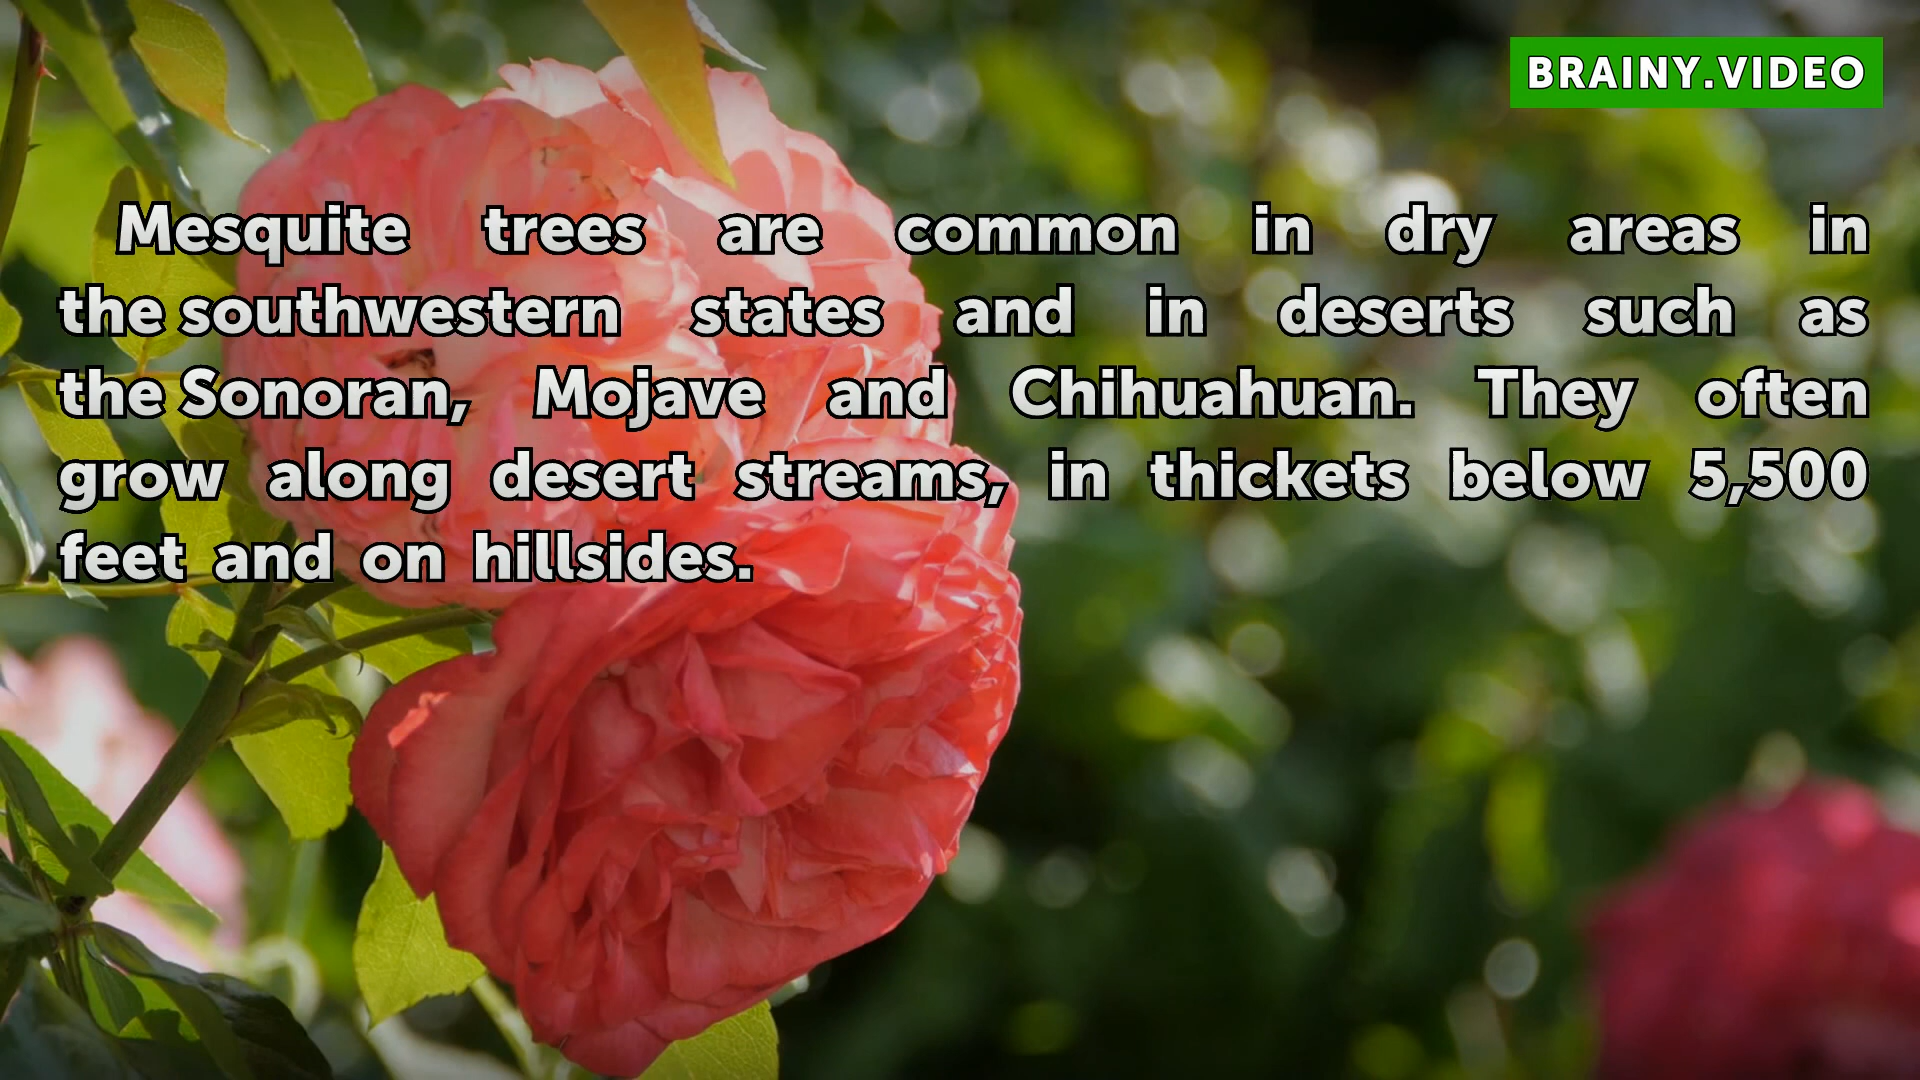 BRAINY.VIDEO
Mesquite trees are common in dry areas in
the southwestern states and in deserts such as
the Sonoran, Mojave and Chihuahuan. They often
grow along desert streams, in thickets below 5,500
feet and on hillsides.